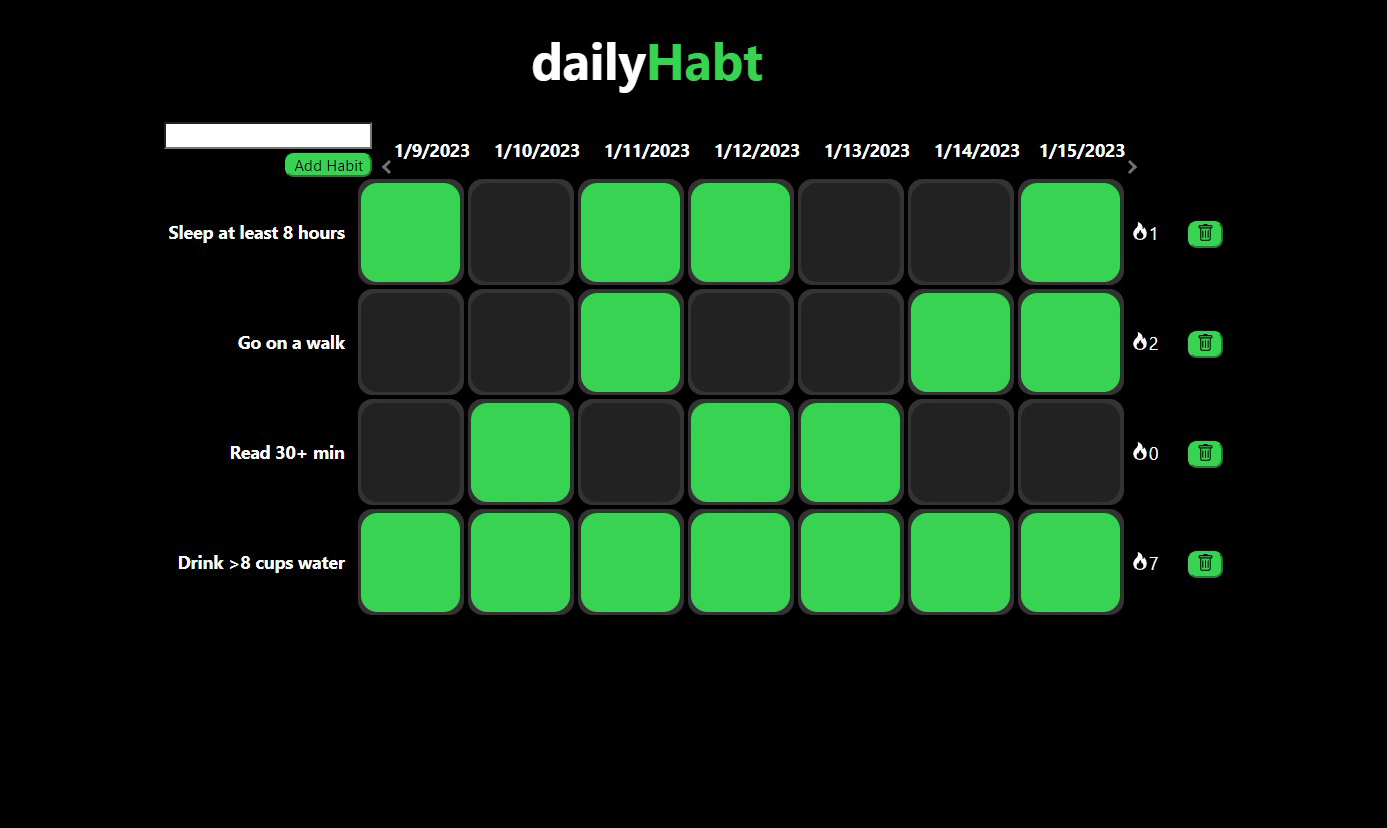 dailyHabt
1/9/2023 1/10/2023 1/11/2023 1/12/2023 1/13/2023 1/14/2023 1/15/2023
Add Habit
Sleep at least 8 hours 1
Go on a walk 2
Read 30+ min 0
Drink >8 cups water 7